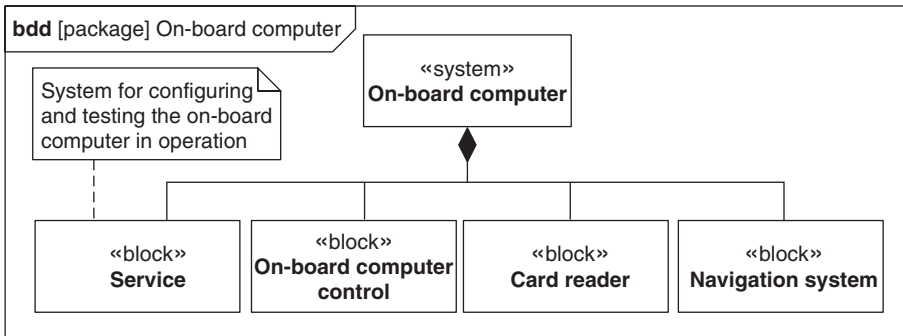 bdd [package] On-board computer
«system»
On-board computer
System for configuring
and testing the on-board
computer in operation
«block»
Service
«block»
On-board computer
control
«block»
Card reader
«block»
Navigation system